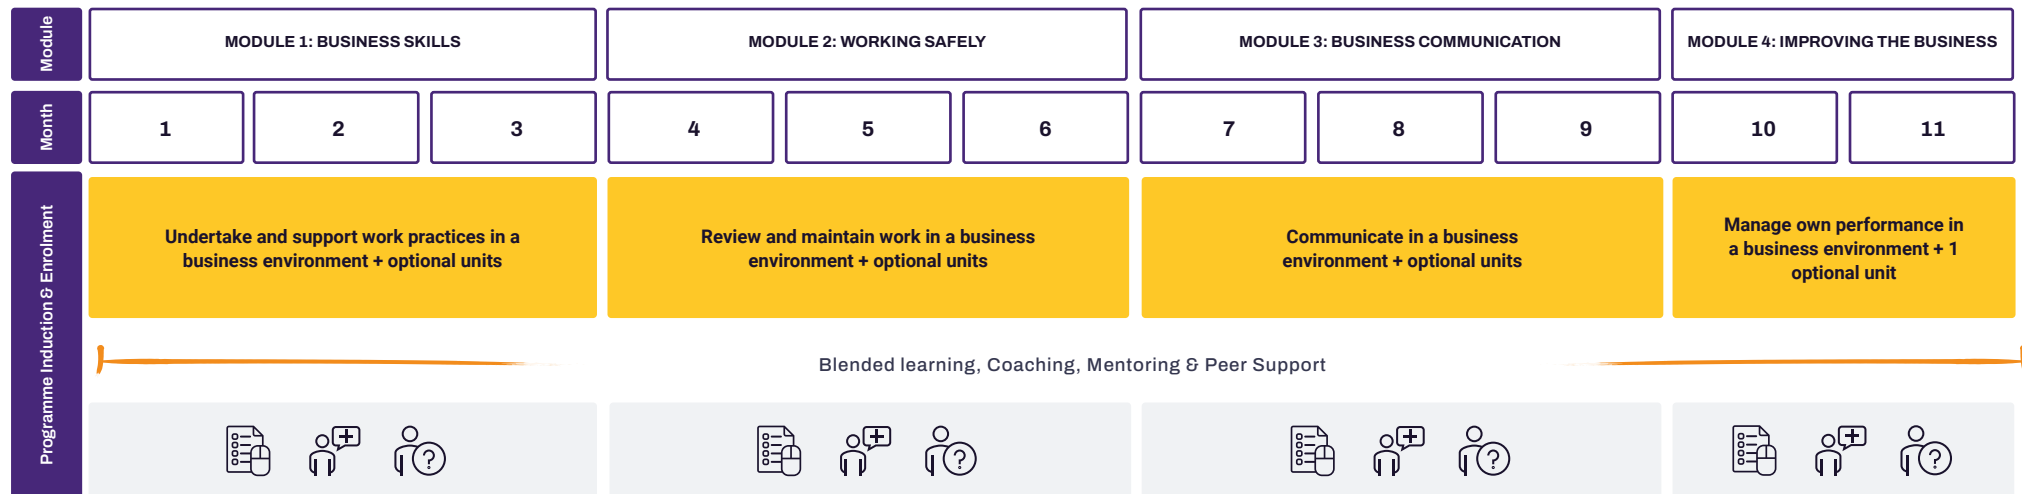 Module
MODULE 1: BUSINESS SKILLS
MODULE 2: WORKING SAFELY
MODULE 3: BUSINESS COMMUNICATION
MODULE 4: IMPROVING THE BUSINESS
Month
1
2
3
4
5
6
7
8
9
10
11
Programme Induction & Enrolment
Undertake and support work practices in a
business environment + optional units
Review and maintain work in a business
environment + optional units
Communicate in a business
environment + optional units
Manage own performance in
a business environment + 1
optional unit
Blended learning, Coaching, Mentoring & Peer Support
?
?
?
?